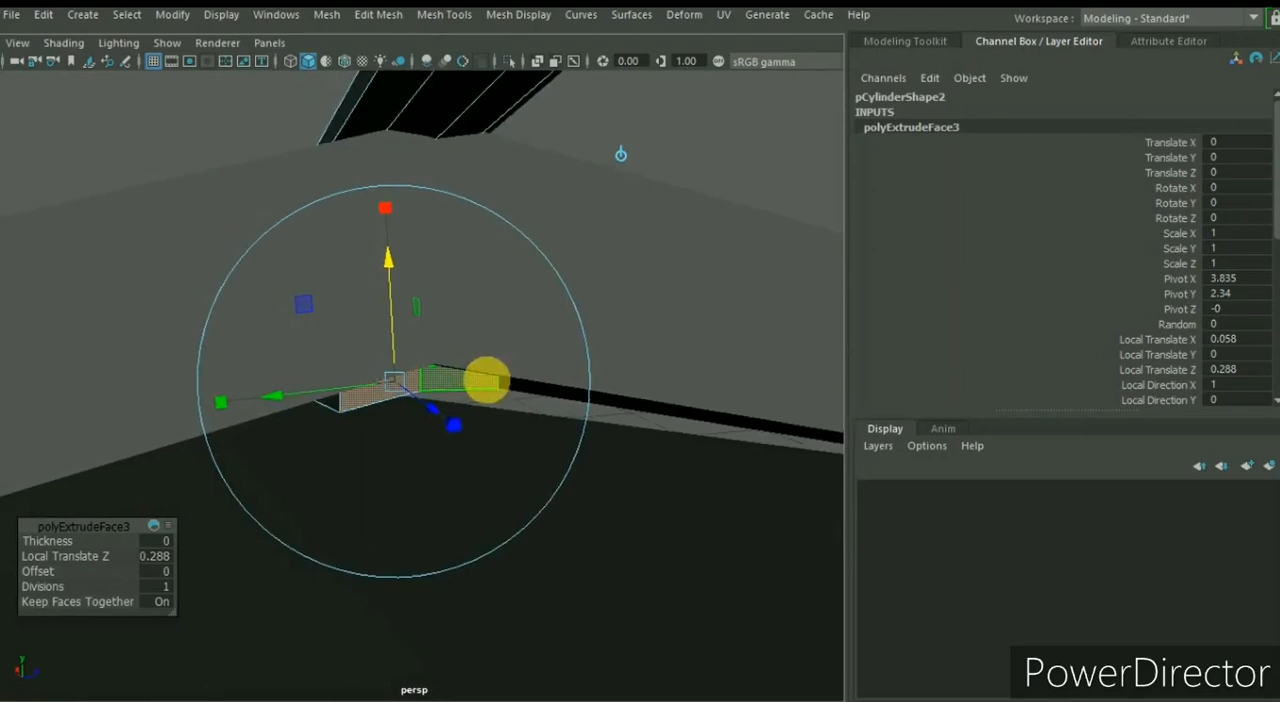 File Edit Create Select Modify Display Windows Mesh Edit Mesh Mesh Tools Mesh Display Curves Surfaces Deform UV Generate Cache Help
Workspace : Modeling - Standard*
View Shading Lighting Show Renderer Panels
Modeling Toolkit Channel Box / Layer Editor Attribute Editor
0.00 1.00 sRGB gamma
Channels Edit Object Show
pCylinderShape2
INPUTS
polyExtrudeFace3
Translate X 0
Translate Y 0
Translate Z 0
Rotate X 0
Rotate Y 0
Rotate Z 0
Scale X 1
Scale Y 1
Scale Z 1
Pivot X 3.835
Pivot Y 2.34
Pivot Z -0
Random 0
Local Translate X 0.058
Local Translate Y 0
Local Translate Z 0.288
Local Direction X 1
Local Direction Y 0
Display Anim
Layers Options Help
polyExtrudeFace3
Thickness 0
Local Translate Z 0.288
Offset 0
Divisions 1
Keep Faces Together On
y
persp
PowerDirector